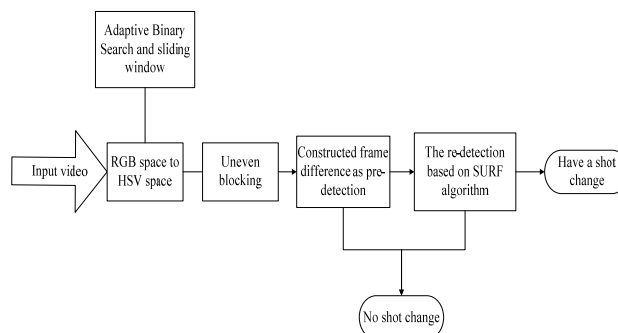 Adaptive Binary
Search and sliding
window
Input video
RGB space to
HSV space
Uneven
blocking
Constructed frame
difference as pre-
detection
The re-detection
based on SURF
algorithm
Have a shot
change
No shot change